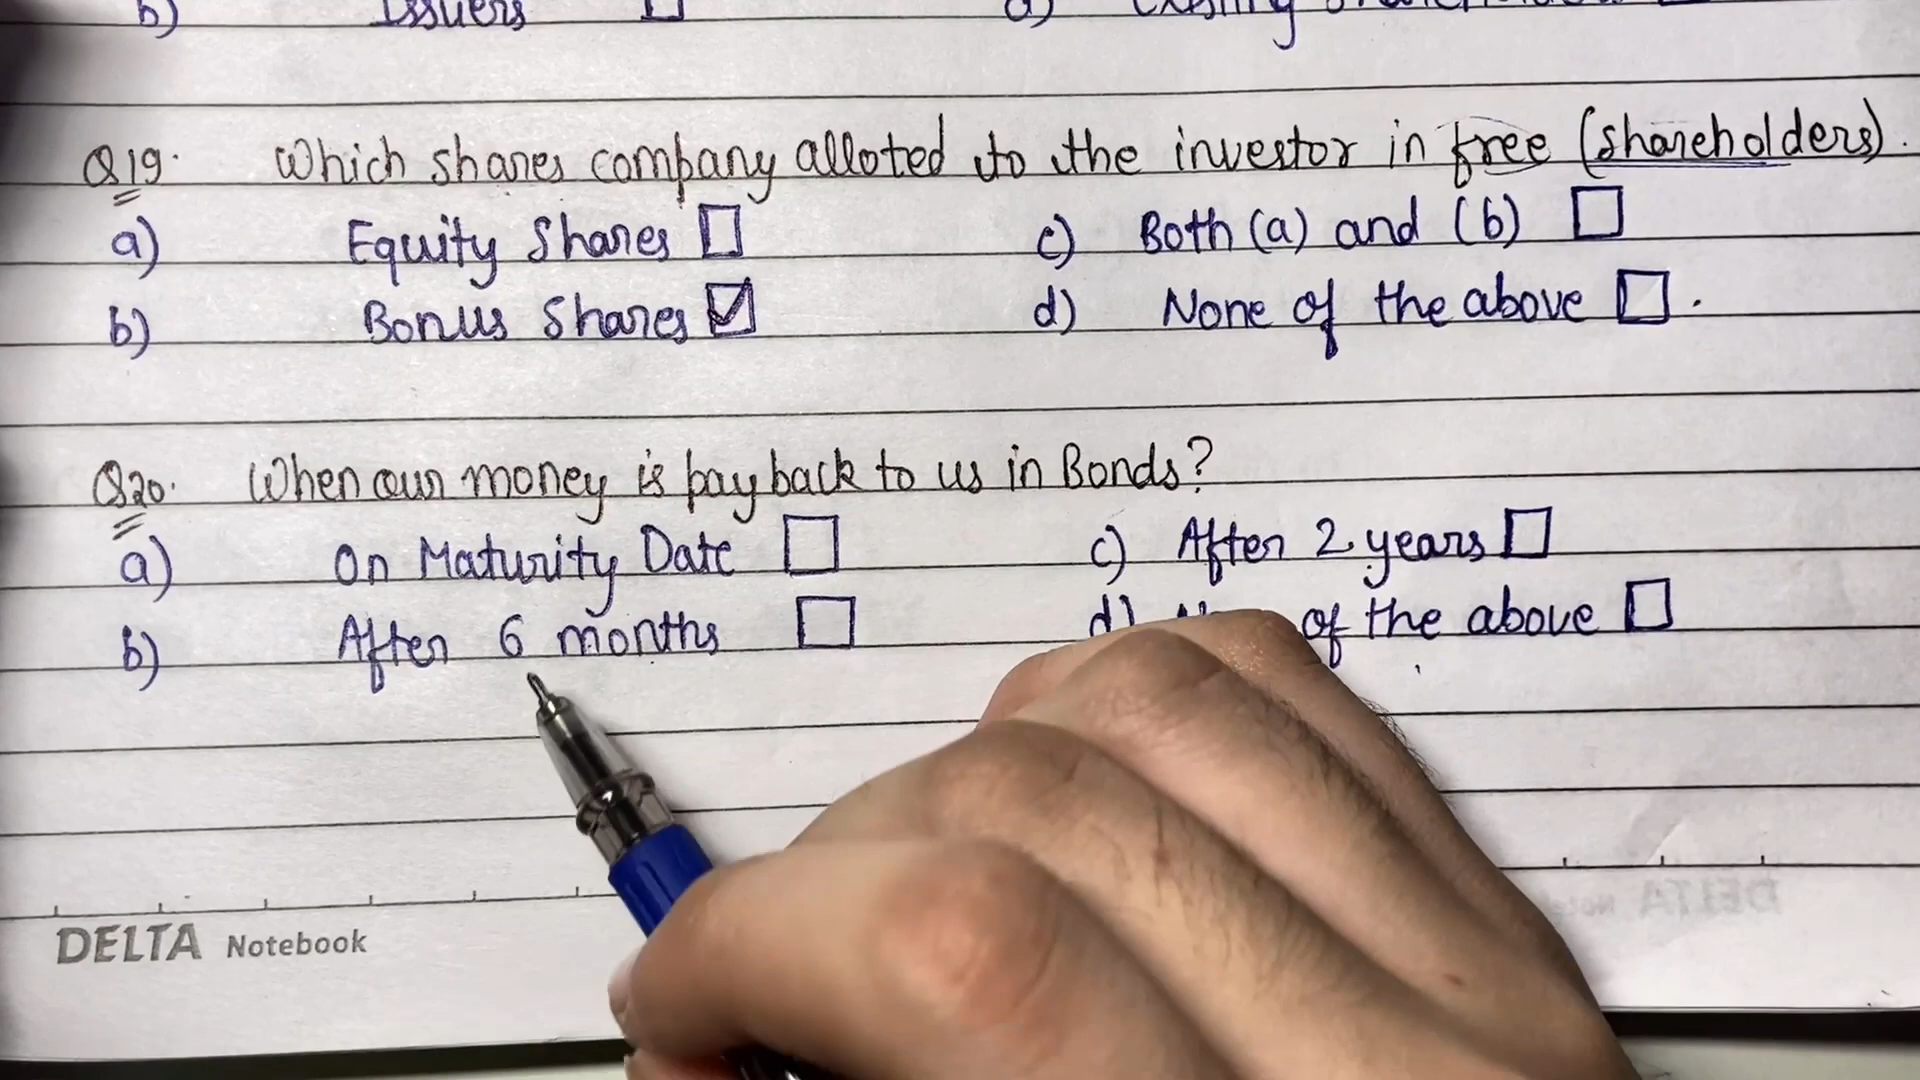 b) Issuers
Q19. Which shares company alloted to the investor in free (shareholders).
a) Equity Shares
c) Both (a) and (b)
b) Bonus Shares
d) None of the above.
Q20. When our money is pay back to us in Bonds?
a) On Maturity Date
c) After 2 years
b) After 6 months
d) of the above
DELTA Notebook